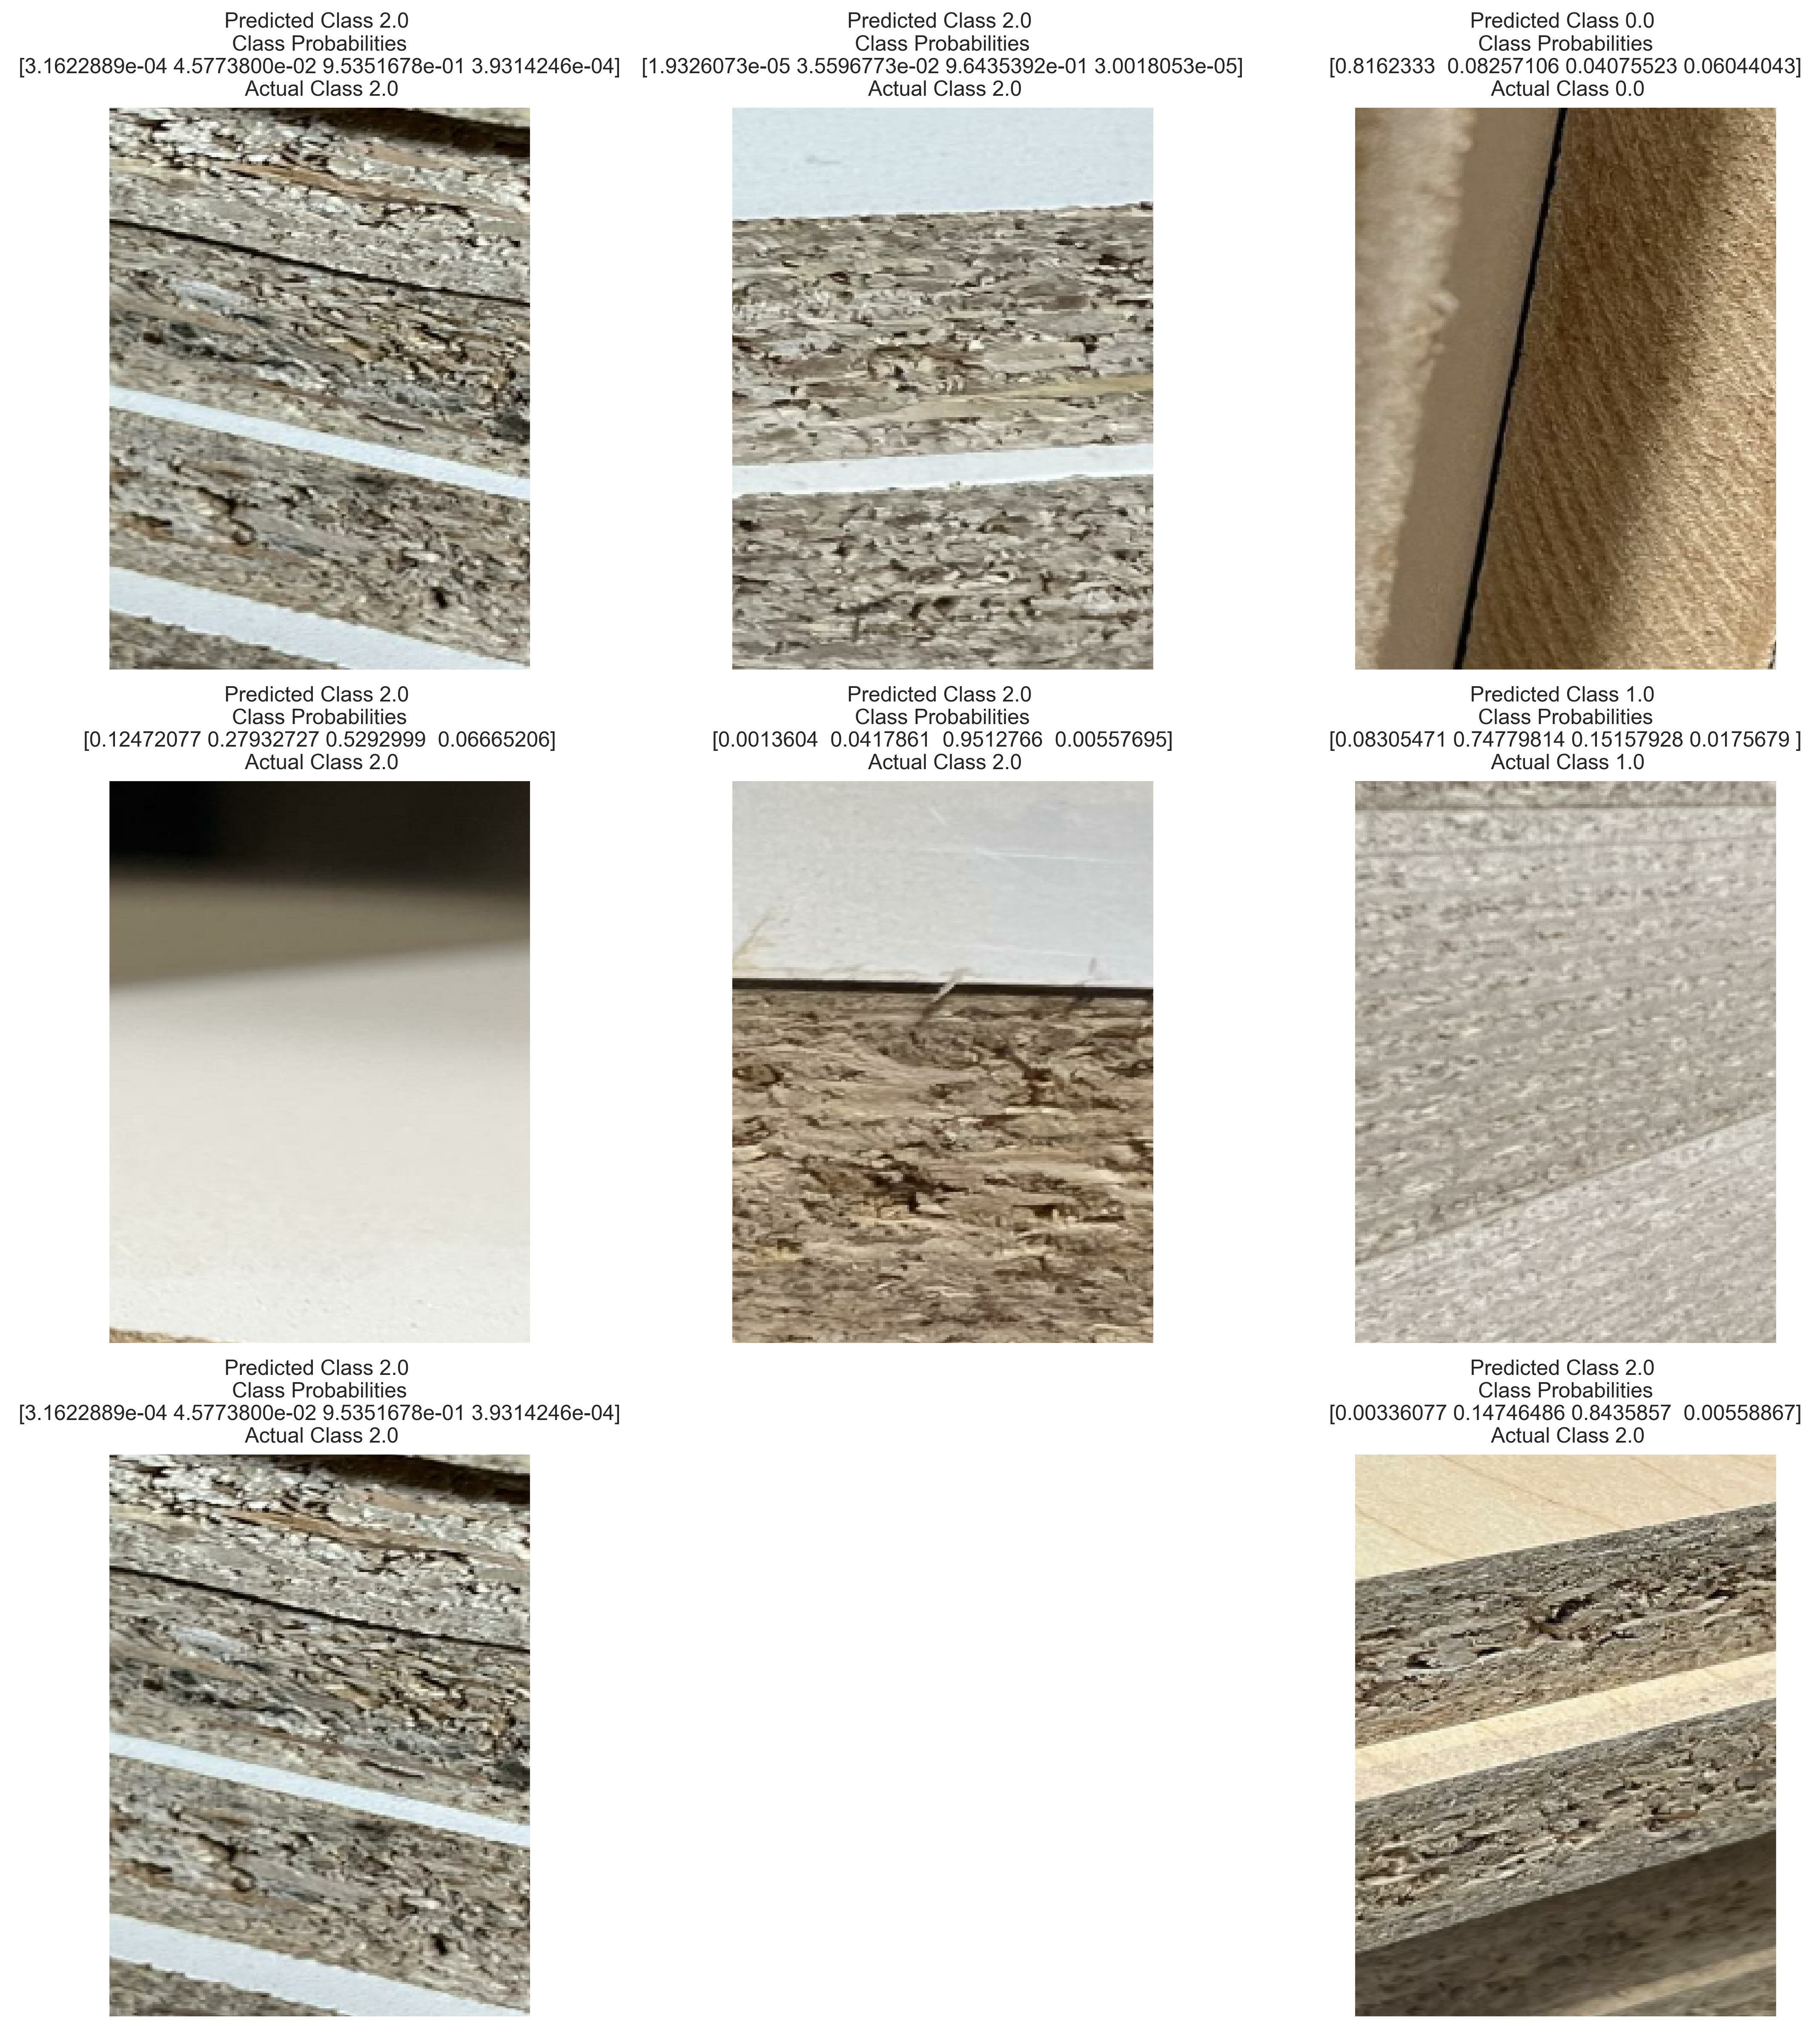 Predicted Class 2.0
Class Probabilities
[3.1622889e-04 4.5773800e-02 9.5351678e-01 3.9314246e-04]
Actual Class 2.0
Predicted Class 2.0
Class Probabilities
[1.9326073e-05 3.5596773e-02 9.6435392e-01 3.0018053e-05]
Actual Class 2.0
Predicted Class 0.0
Class Probabilities
[0.8162333  0.08257106 0.04075523 0.06044043]
Actual Class 0.0
Predicted Class 2.0
Class Probabilities
[0.12472077 0.27932727 0.5292999  0.06665206]
Actual Class 2.0
Predicted Class 2.0
Class Probabilities
[0.0013604  0.0417861  0.9512766  0.00557695]
Actual Class 2.0
Predicted Class 1.0
Class Probabilities
[0.08305471 0.74779814 0.15157928 0.0175679 ]
Actual Class 1.0
Predicted Class 2.0
Class Probabilities
[3.1622889e-04 4.5773800e-02 9.5351678e-01 3.9314246e-04]
Actual Class 2.0
Predicted Class 2.0
Class Probabilities
[0.00336077 0.14746486 0.8435857  0.00558867]
Actual Class 2.0